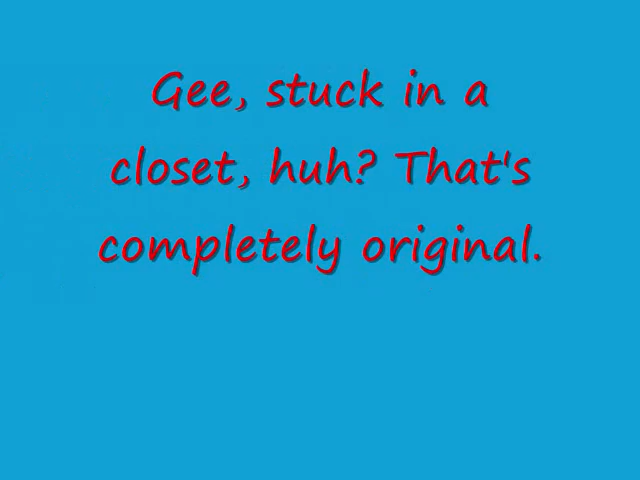 Gee, stuck in a
closet, huh? That's
completely original.